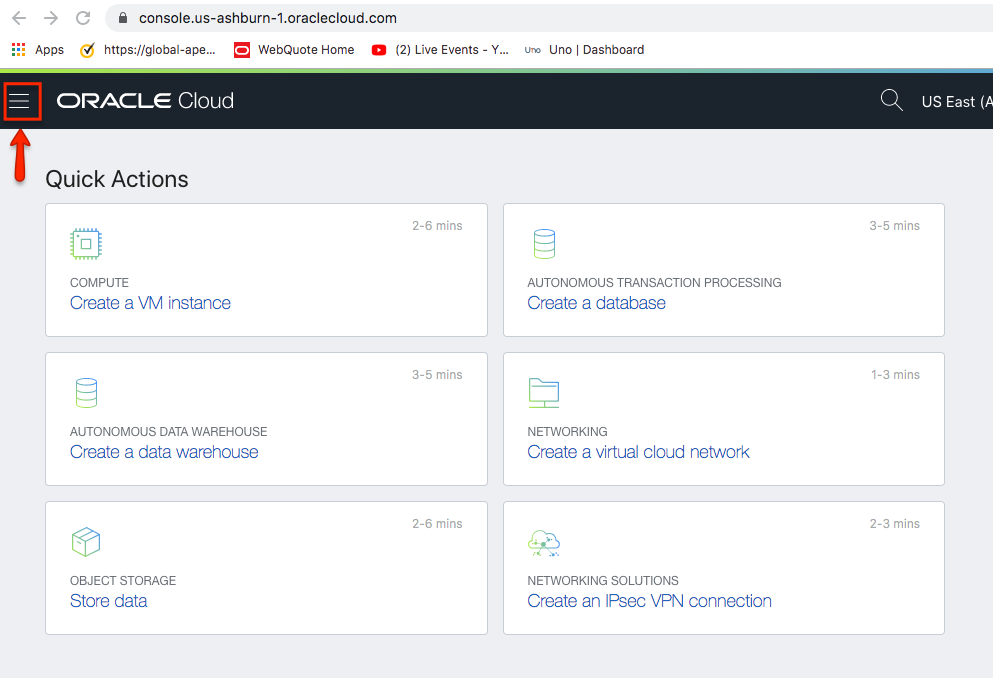 console.us-ashburn-1.oraclecloud.com
Apps https://global-ape... WebQuote Home (2) Live Events - Y... Uno Uno | Dashboard
ORACLE Cloud US East (A
Quick Actions
2-6 mins
COMPUTE
Create a VM instance
3-5 mins
AUTONOMOUS TRANSACTION PROCESSING
Create a database
3-5 mins
AUTONOMOUS DATA WAREHOUSE
Create a data warehouse
1-3 mins
NETWORKING
Create a virtual cloud network
2-6 mins
OBJECT STORAGE
Store data
2-3 mins
NETWORKING SOLUTIONS
Create an IPsec VPN connection